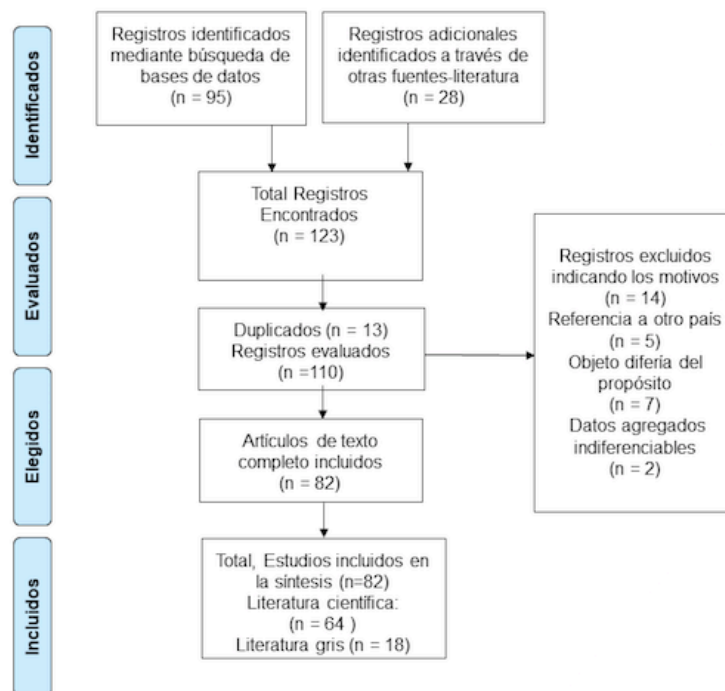 Identificados
Registros identificados
mediante búsqueda de
bases de datos
(n = 95)
Registros adicionales
identificados a través de
otras fuentes-literatura
(n = 28)
Evaluados
Total Registros
Encontrados
(n = 123)
Duplicados (n = 13)
Registros evaluados
(n =110)
Registros excluidos
indicando los motivos
(n = 14)
Referencia a otro país
(n = 5)
Objeto difería del
propósito
(n = 7)
Datos agregados
indiferenciables
(n = 2)
Elegidos
Artículos de texto
completo incluidos
(n = 82)
Incluidos
Total, Estudios incluidos en
la síntesis (n=82)
Literatura científica:
(n = 64 )
Literatura gris (n = 18)